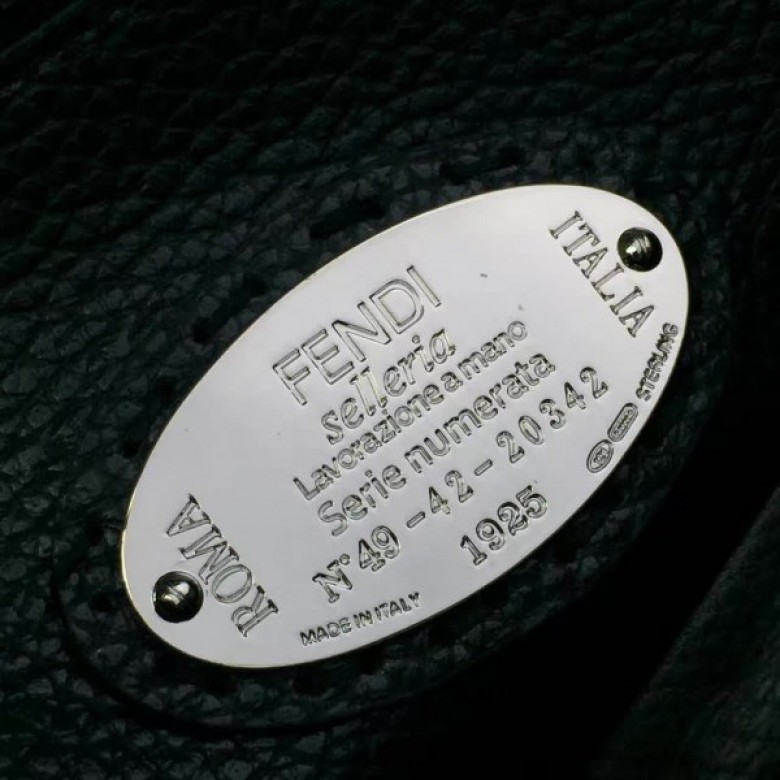 ITALIA
FENDI
selleria
Lavorazione a mano
Serie numerata
N° 49 - 42 - 20342
1925
STERLING
ROMA
MADE IN ITALY